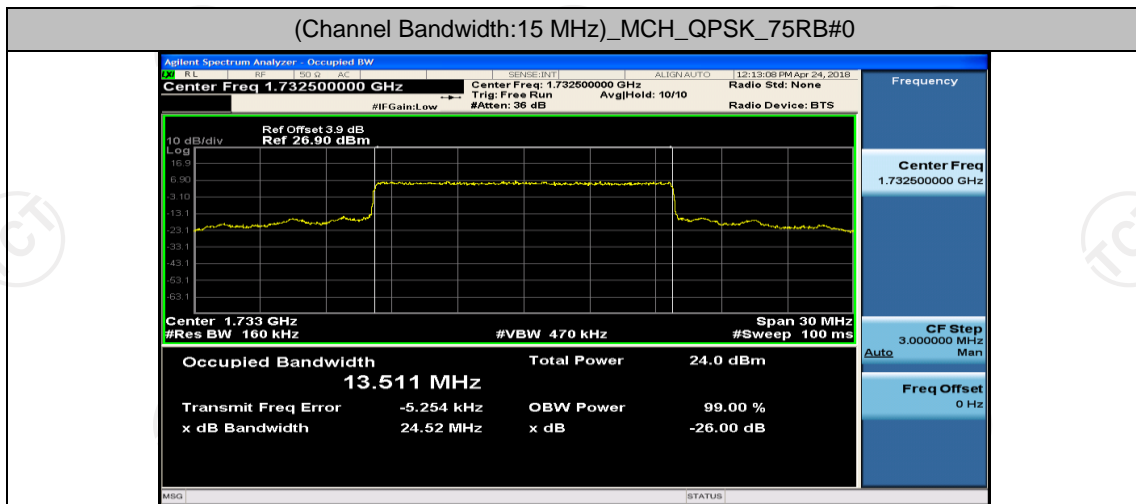 (Channel Bandwidth:15 MHz)_MCH_QPSK_75RB#0
Agilent Spectrum Analyzer - Occupied BW
LXI RL RF 50 Ω AC SENSE:INT ALIGN AUTO 12:13:08 PM Apr 24, 2018
Center Freq 1.732500000 GHz Center Freq: 1.732500000 GHz Radio Std: None
Trig: Free Run Avg|Hold: 10/10
#IFGain:Low #Atten: 36 dB Radio Device: BTS
Frequency
Ref Offset 3.9 dB
10 dB/div Ref 26.90 dBm
Log
16.9
6.90
-3.10
-13.1
-23.1
-33.1
-43.1
-53.1
-63.1
Center 1.733 GHz Span 30 MHz
#Res BW 160 kHz #VBW 470 kHz #Sweep 100 ms
Occupied Bandwidth Total Power 24.0 dBm
13.511 MHz
Transmit Freq Error -5.254 kHz OBW Power 99.00 %
x dB Bandwidth 24.52 MHz x dB -26.00 dB
Center Freq
1.732500000 GHz
CF Step
3.000000 MHz
Auto Man
Freq Offset
0 Hz
MSG STATUS
TCT
TCT